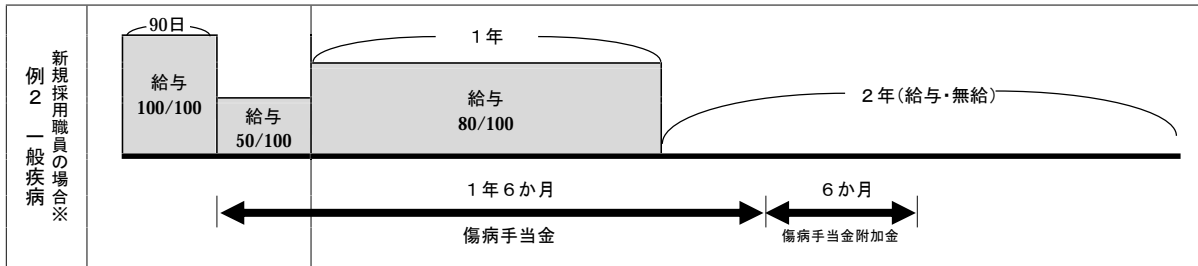 新規採用職員の場合※
例２　一般疾病
90日
給与
100/100
給与
50/100
１年
給与
80/100
２年(給与・無給)
１年６か月
傷病手当金
６か月
傷病手当金附加金